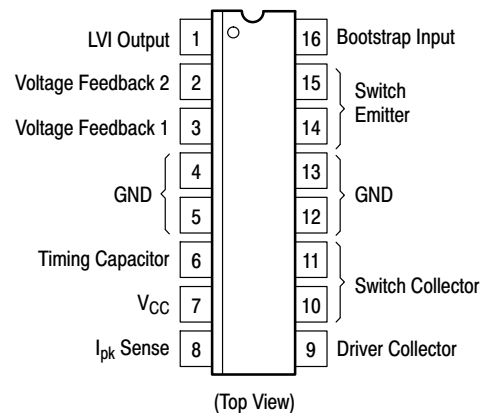 LVI Output 1 16 Bootstrap Input
Voltage Feedback 2 2 15 Switch
Emitter
Voltage Feedback 1 3 14
GND 4 13 GND
5 12
Timing Capacitor 6 11 Switch Collector
VCC 7 10
Ipk Sense 8 9 Driver Collector
(Top View)